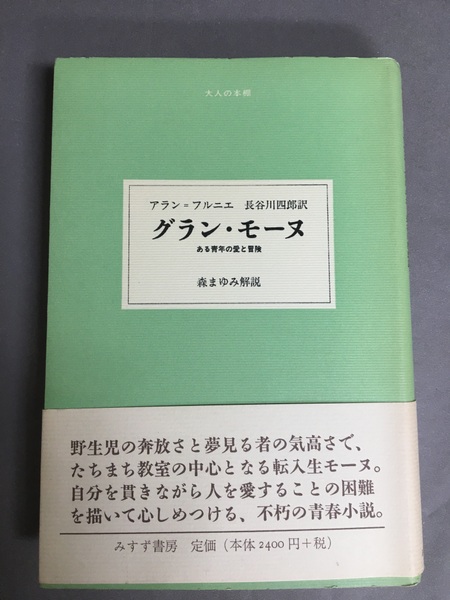 大人の本棚
アラン=フルニエ 長谷川四郎訳
グラン・モーヌ
ある青年の愛と冒険
森まゆみ解説
野生児の奔放さと夢見る者の気高さで、
たちまち教室の中心となる転入生モーヌ。
自分を貫きながら人を愛することの困難
を描いて心しめつける、不朽の青春小説。
みすず書房 定価(本体2400円+税)